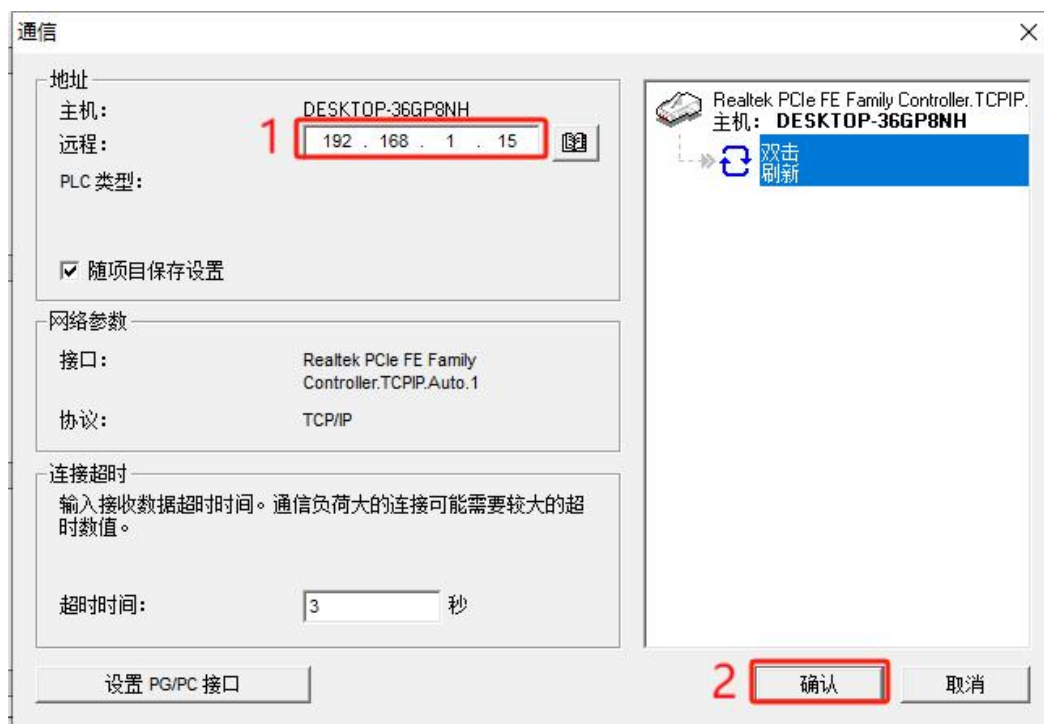 通信
地址
主机：
DESKTOP-36GP8NH
远程：
1
192 . 168 . 1 . 15
PLC 类型：
随项目保存设置
网络参数
接口：
Realtek PCIe FE Family
Controller.TCPIP.Auto.1
协议：
TCP/IP
连接超时
输入接收数据超时时间。通信负荷大的连接可能需要较大的超
时数值。
超时时间：
3
秒
设置 PG/PC 接口
Realtek PCIe FE Family Controller.TCPIP.
主机： DESKTOP-36GP8NH
双击
刷新
2
确认
取消